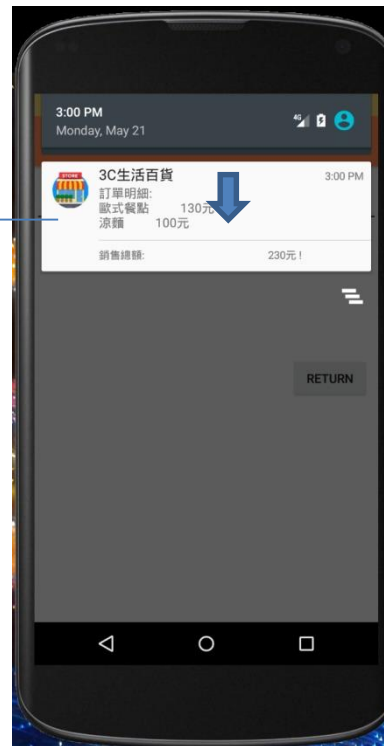 3:00 PM
Monday, May 21
4G
STORE
3C生活百貨 3:00 PM
訂單明細:
歐式餐點 130元
涼麵 100元
銷售總額: 230元!
RETURN